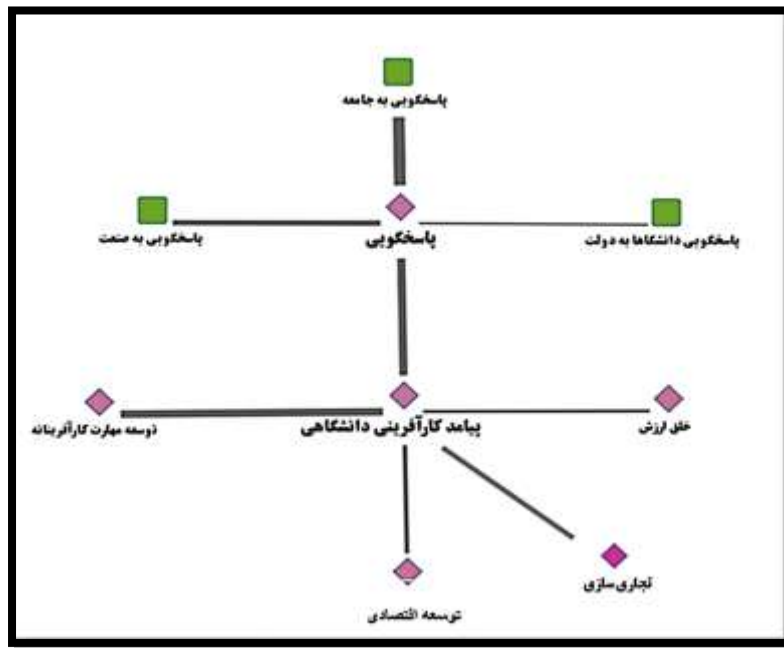 پاسخگویی به جامعه
پاسخگویی دانشگاها به دولت
پاسخگویی
پاسخگویی به صنعت
خلق ارزش
پیامد کارآفرینی دانشگاهی
توسعه مهارت کارآفرینانه
تجاری سازی
توسعه اقتصادی